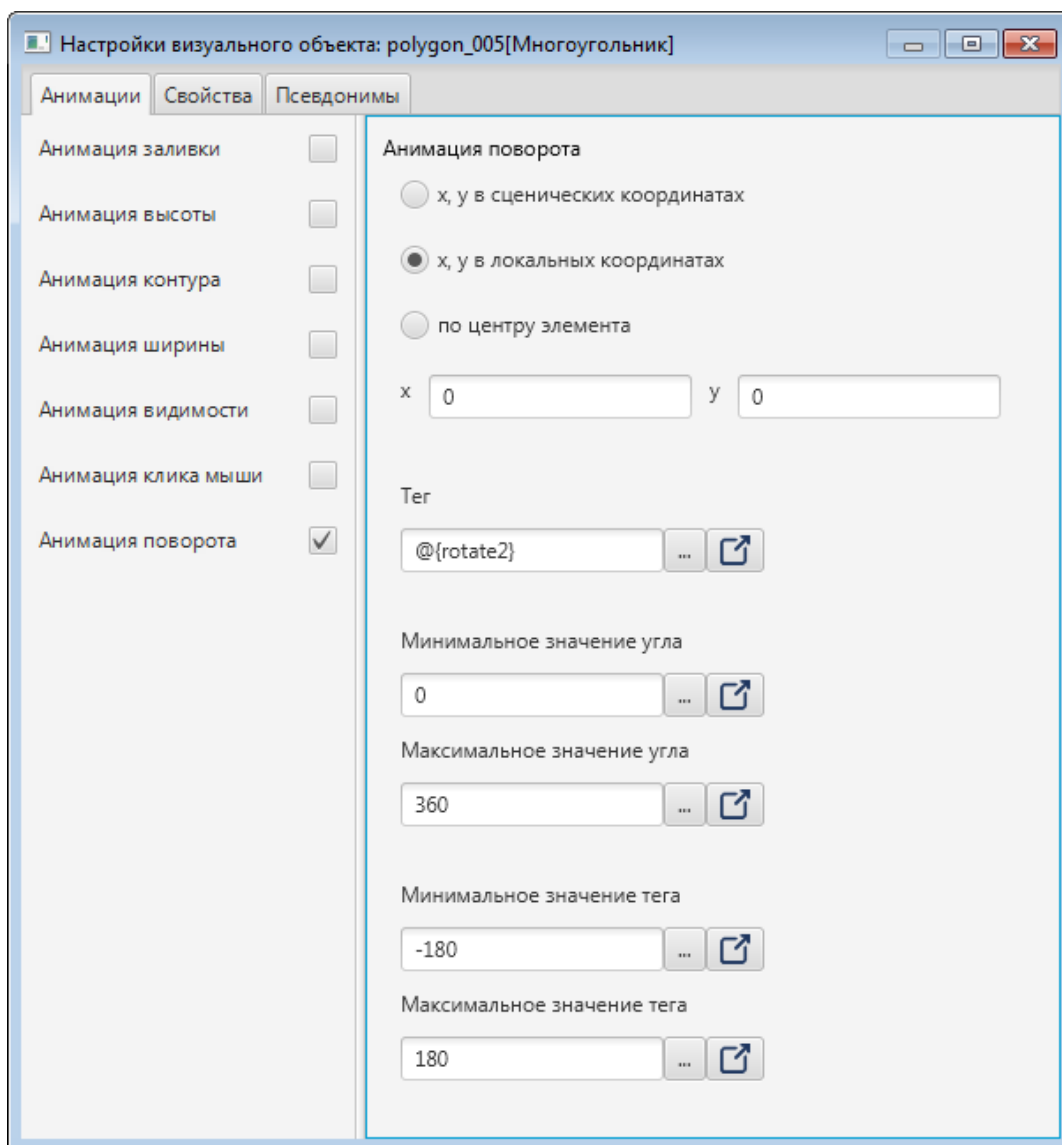 Настройки визуального объекта: polygon_005[Многоугольник]
Анимации Свойства Псевдонимы
Анимация заливки
Анимация высоты
Анимация контура
Анимация ширины
Анимация видимости
Анимация клика мыши
Анимация поворота
Анимация поворота
x, y в сценических координатах
x, y в локальных координатах
по центру элемента
x 0 y 0
Тег
@{rotate2} ...
Минимальное значение угла
0 ...
Максимальное значение угла
360 ...
Минимальное значение тега
-180 ...
Максимальное значение тега
180 ...